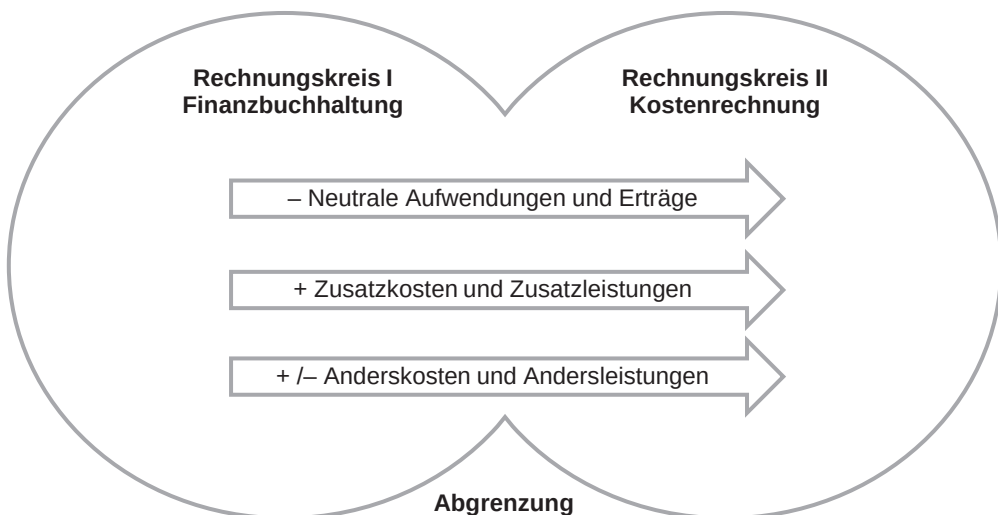 Rechnungskreis I
Finanzbuchhaltung
Rechnungskreis II
Kostenrechnung
– Neutrale Aufwendungen und Erträge
+ Zusatzkosten und Zusatzleistungen
+ /– Anderskosten und Andersleistungen
Abgrenzung